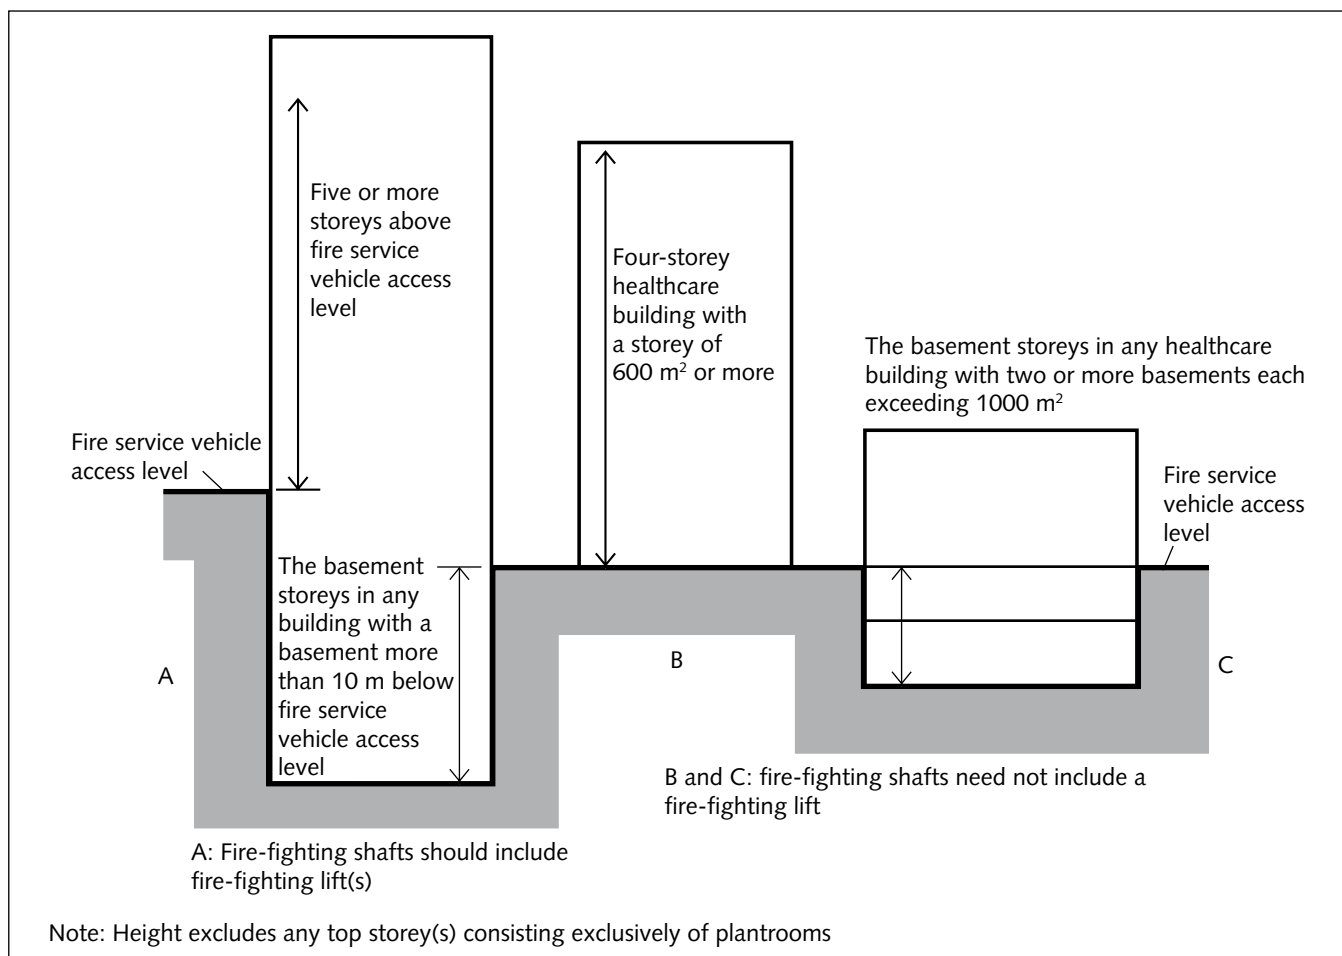 Five or more
storeys above
fire service
vehicle access
level
Four-storey
healthcare
building with
a storey of
600 m² or more
The basement storeys in any healthcare
building with two or more basements each
exceeding 1000 m²
Fire service vehicle
access level
Fire service
vehicle access
level
The basement
storeys in any
building with a
basement more
than 10 m below
fire service
vehicle access
level
A
B
C
B and C: fire-fighting shafts need not include a
fire-fighting lift
A: Fire-fighting shafts should include
fire-fighting lift(s)
Note: Height excludes any top storey(s) consisting exclusively of plantrooms